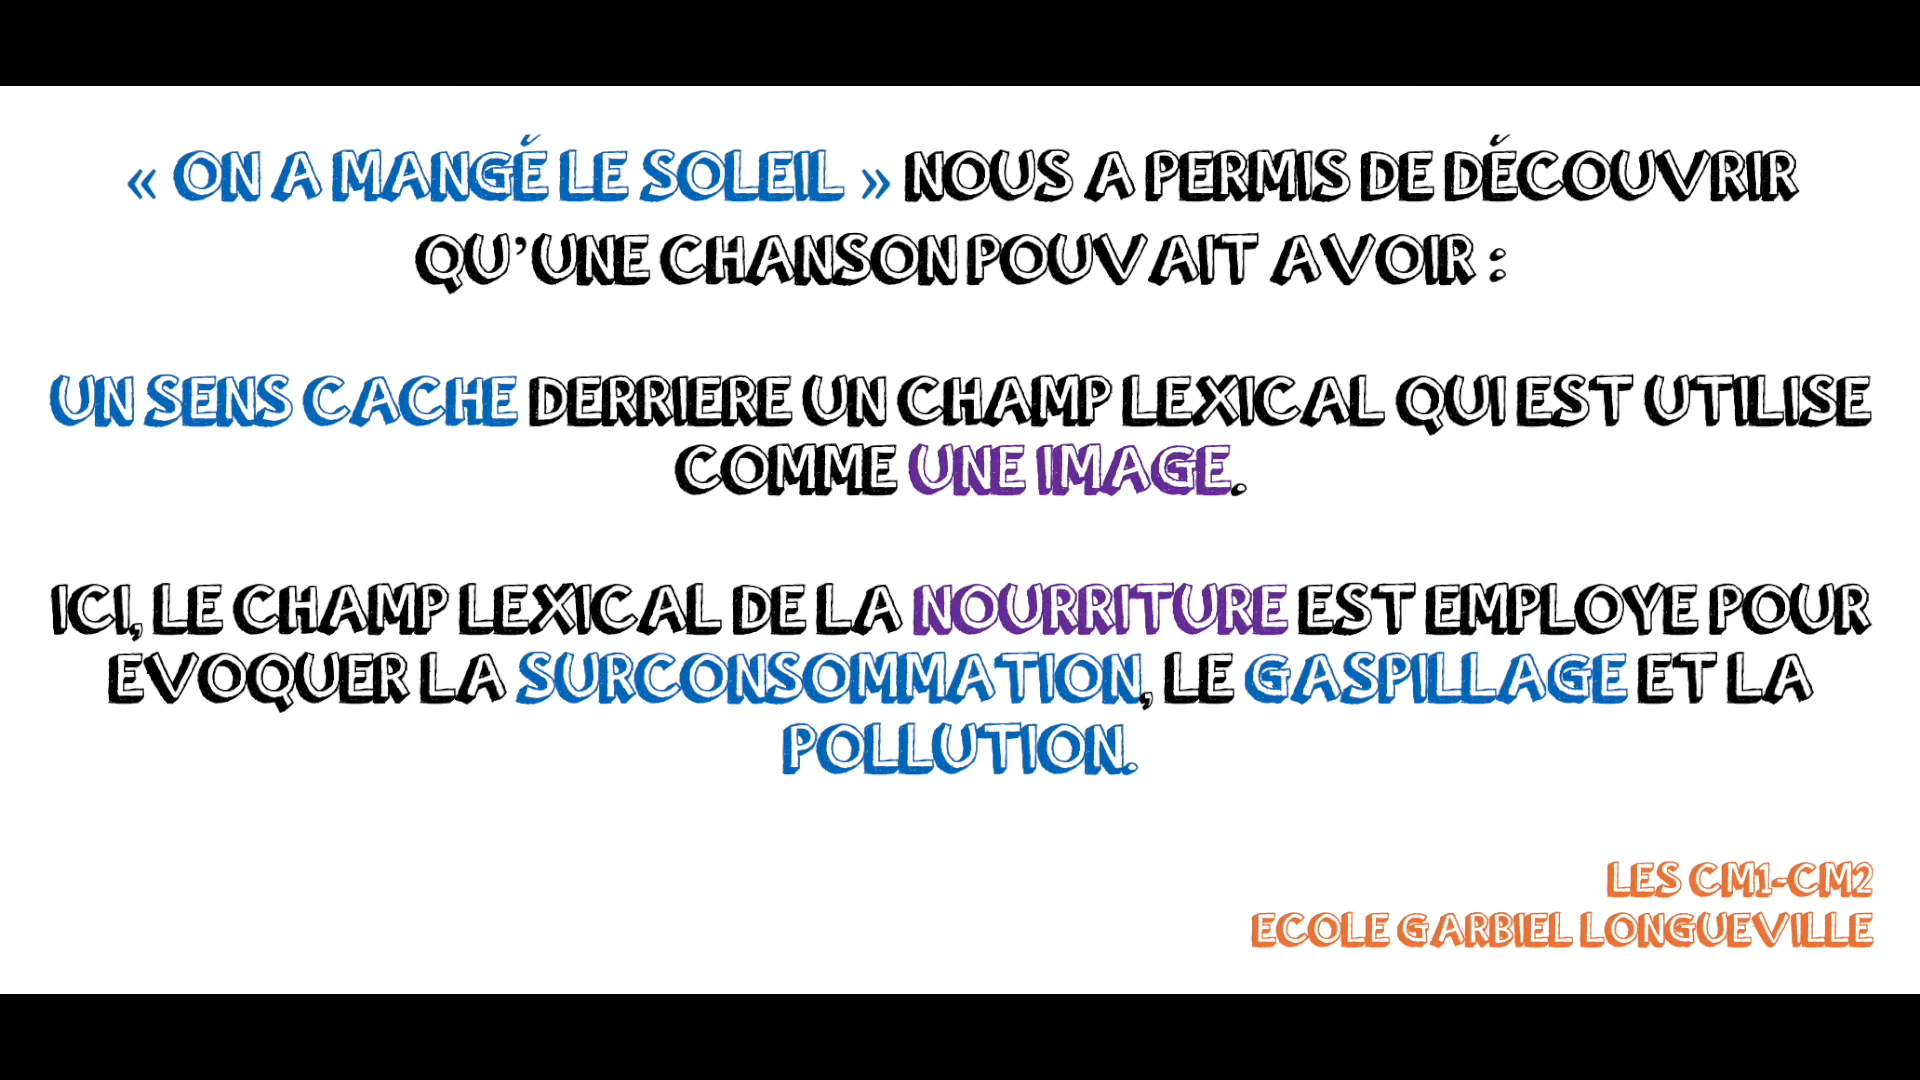 « ON A MANGÉ LE SOLEIL » NOUS A PERMIS DE DÉCOUVRIR
QU’UNE CHANSON POUVAIT AVOIR :
UN SENS CACHE DERRIERE UN CHAMP LEXICAL QUI EST UTILISE
COMME UNE IMAGE.
ICI, LE CHAMP LEXICAL DE LA NOURRITURE EST EMPLOYE POUR
EVOQUER LA SURCONSOMMATION, LE GASPILLAGE ET LA
POLLUTION.
LES CM1-CM2
ECOLE GARBIEL LONGUEVILLE